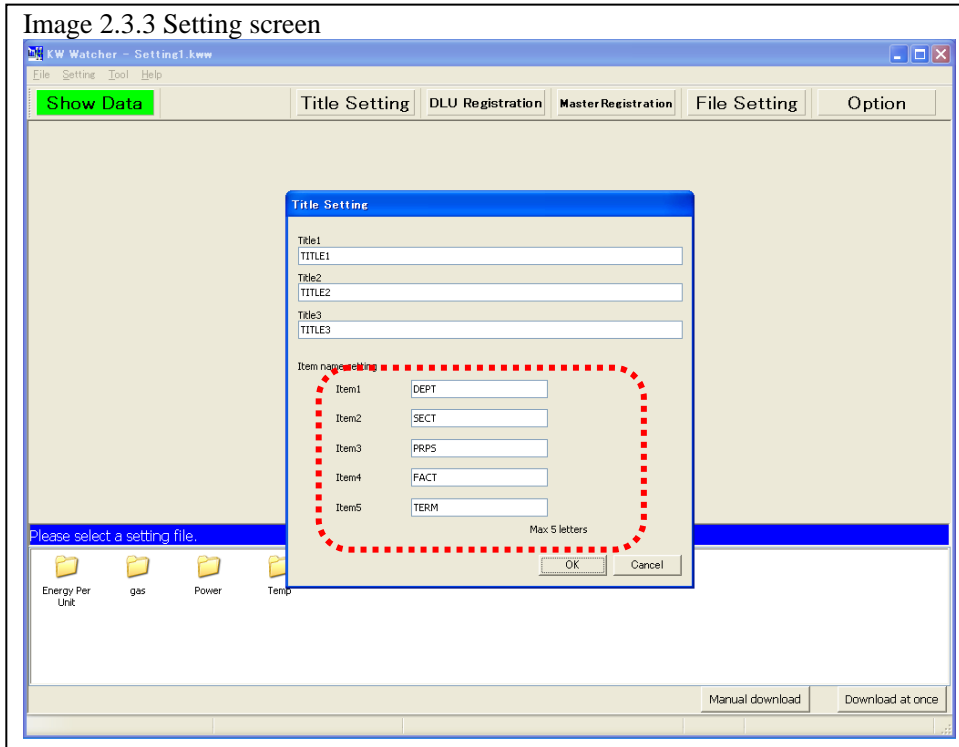 Image 2.3.3 Setting screen
KW Watcher - Setting1.kww
File Setting Tool Help
Show Data Title Setting DLU Registration MasterRegistration File Setting Option
Title Setting
Title1
TITLE1
Title2
TITLE2
Title3
TITLE3
Item name setting
Item1 DEPT
Item2 SECT
Item3 PRPS
Item4 FACT
Item5 TERM
Max 5 letters
OK Cancel
Please select a setting file.
Energy Per Unit gas Power Temp
Manual download Download at once